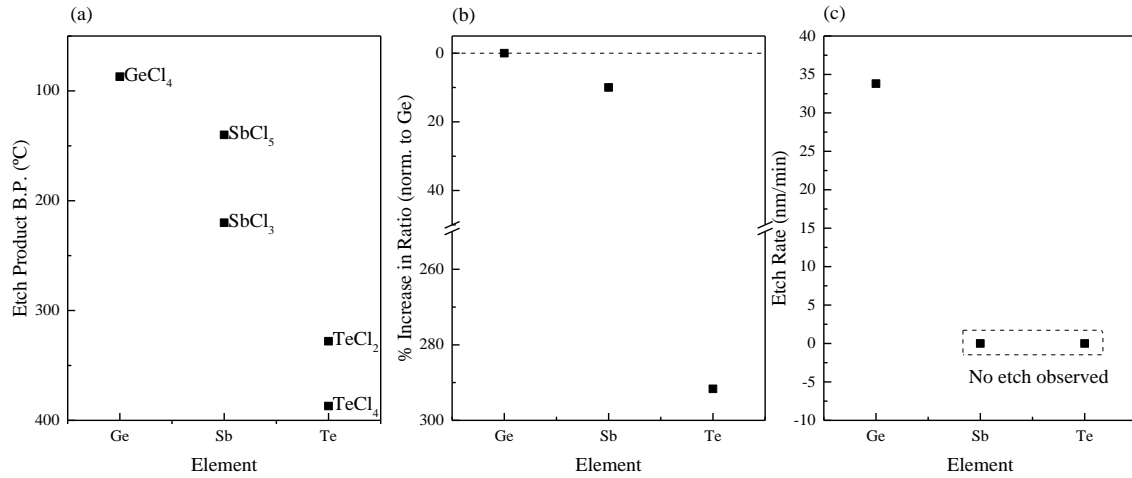 (a)
Etch Product B.P. (ºC)
100
200
300
400
GeCl4
SbCl5
SbCl3
TeCl2
TeCl4
Ge
Sb
Te
Element
(b)
% Increase in Ratio (norm. to Ge)
0
20
40
260
280
300
Ge
Sb
Te
Element
(c)
Etch Rate (nm/min)
40
35
30
25
20
15
10
5
0
-5
-10
No etch observed
Ge
Sb
Te
Element